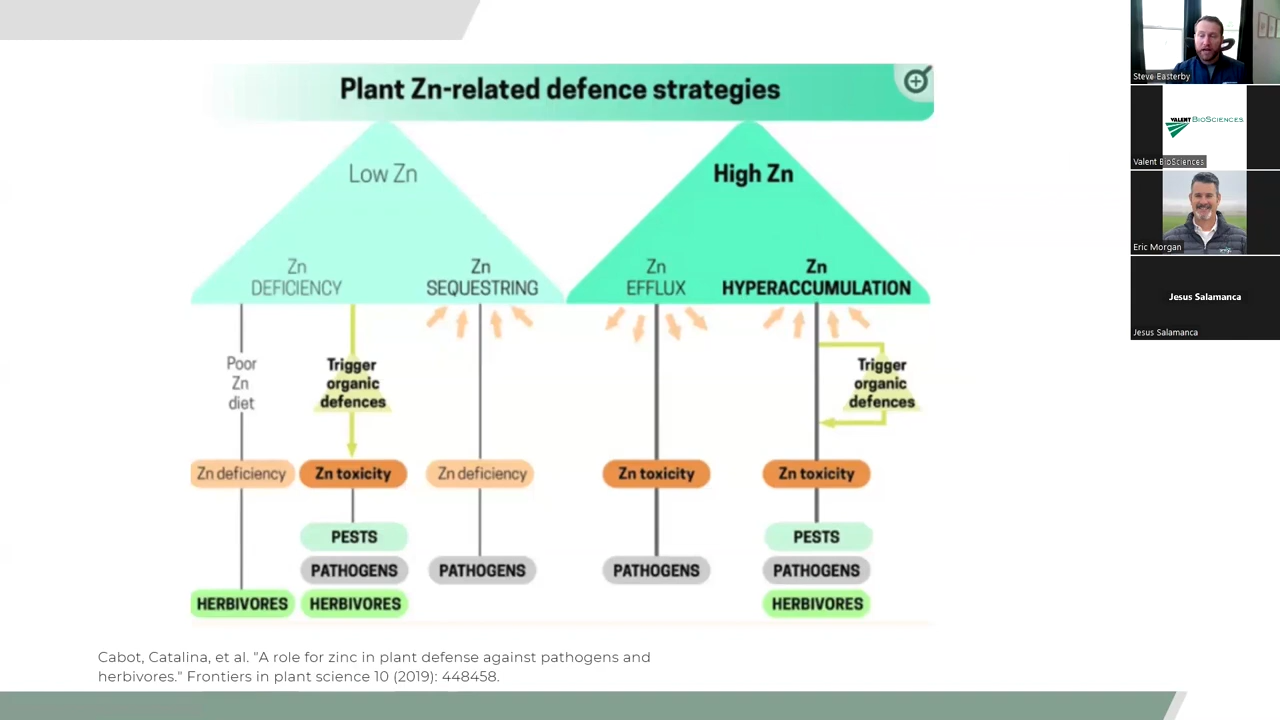 Plant Zn-related defence strategies
Low Zn
High Zn
Zn
DEFICIENCY
Zn
SEQUESTRING
Zn
EFFLUX
Zn
HYPERACCUMULATION
Poor
Zn
diet
Trigger
organic
defences
Trigger
organic
defences
Zn deficiency
Zn toxicity
Zn deficiency
Zn toxicity
Zn toxicity
PESTS
PESTS
PATHOGENS
PATHOGENS
PATHOGENS
PATHOGENS
HERBIVORES
HERBIVORES
HERBIVORES
Cabot, Catalina, et al. "A role for zinc in plant defense against pathogens and
herbivores." Frontiers in plant science 10 (2019): 448458.
Steve Easterby
VALENT BIOSCIENCES
Valent BioSciences
Eric Morgan
Jesus Salamanca
Jesus Salamanca